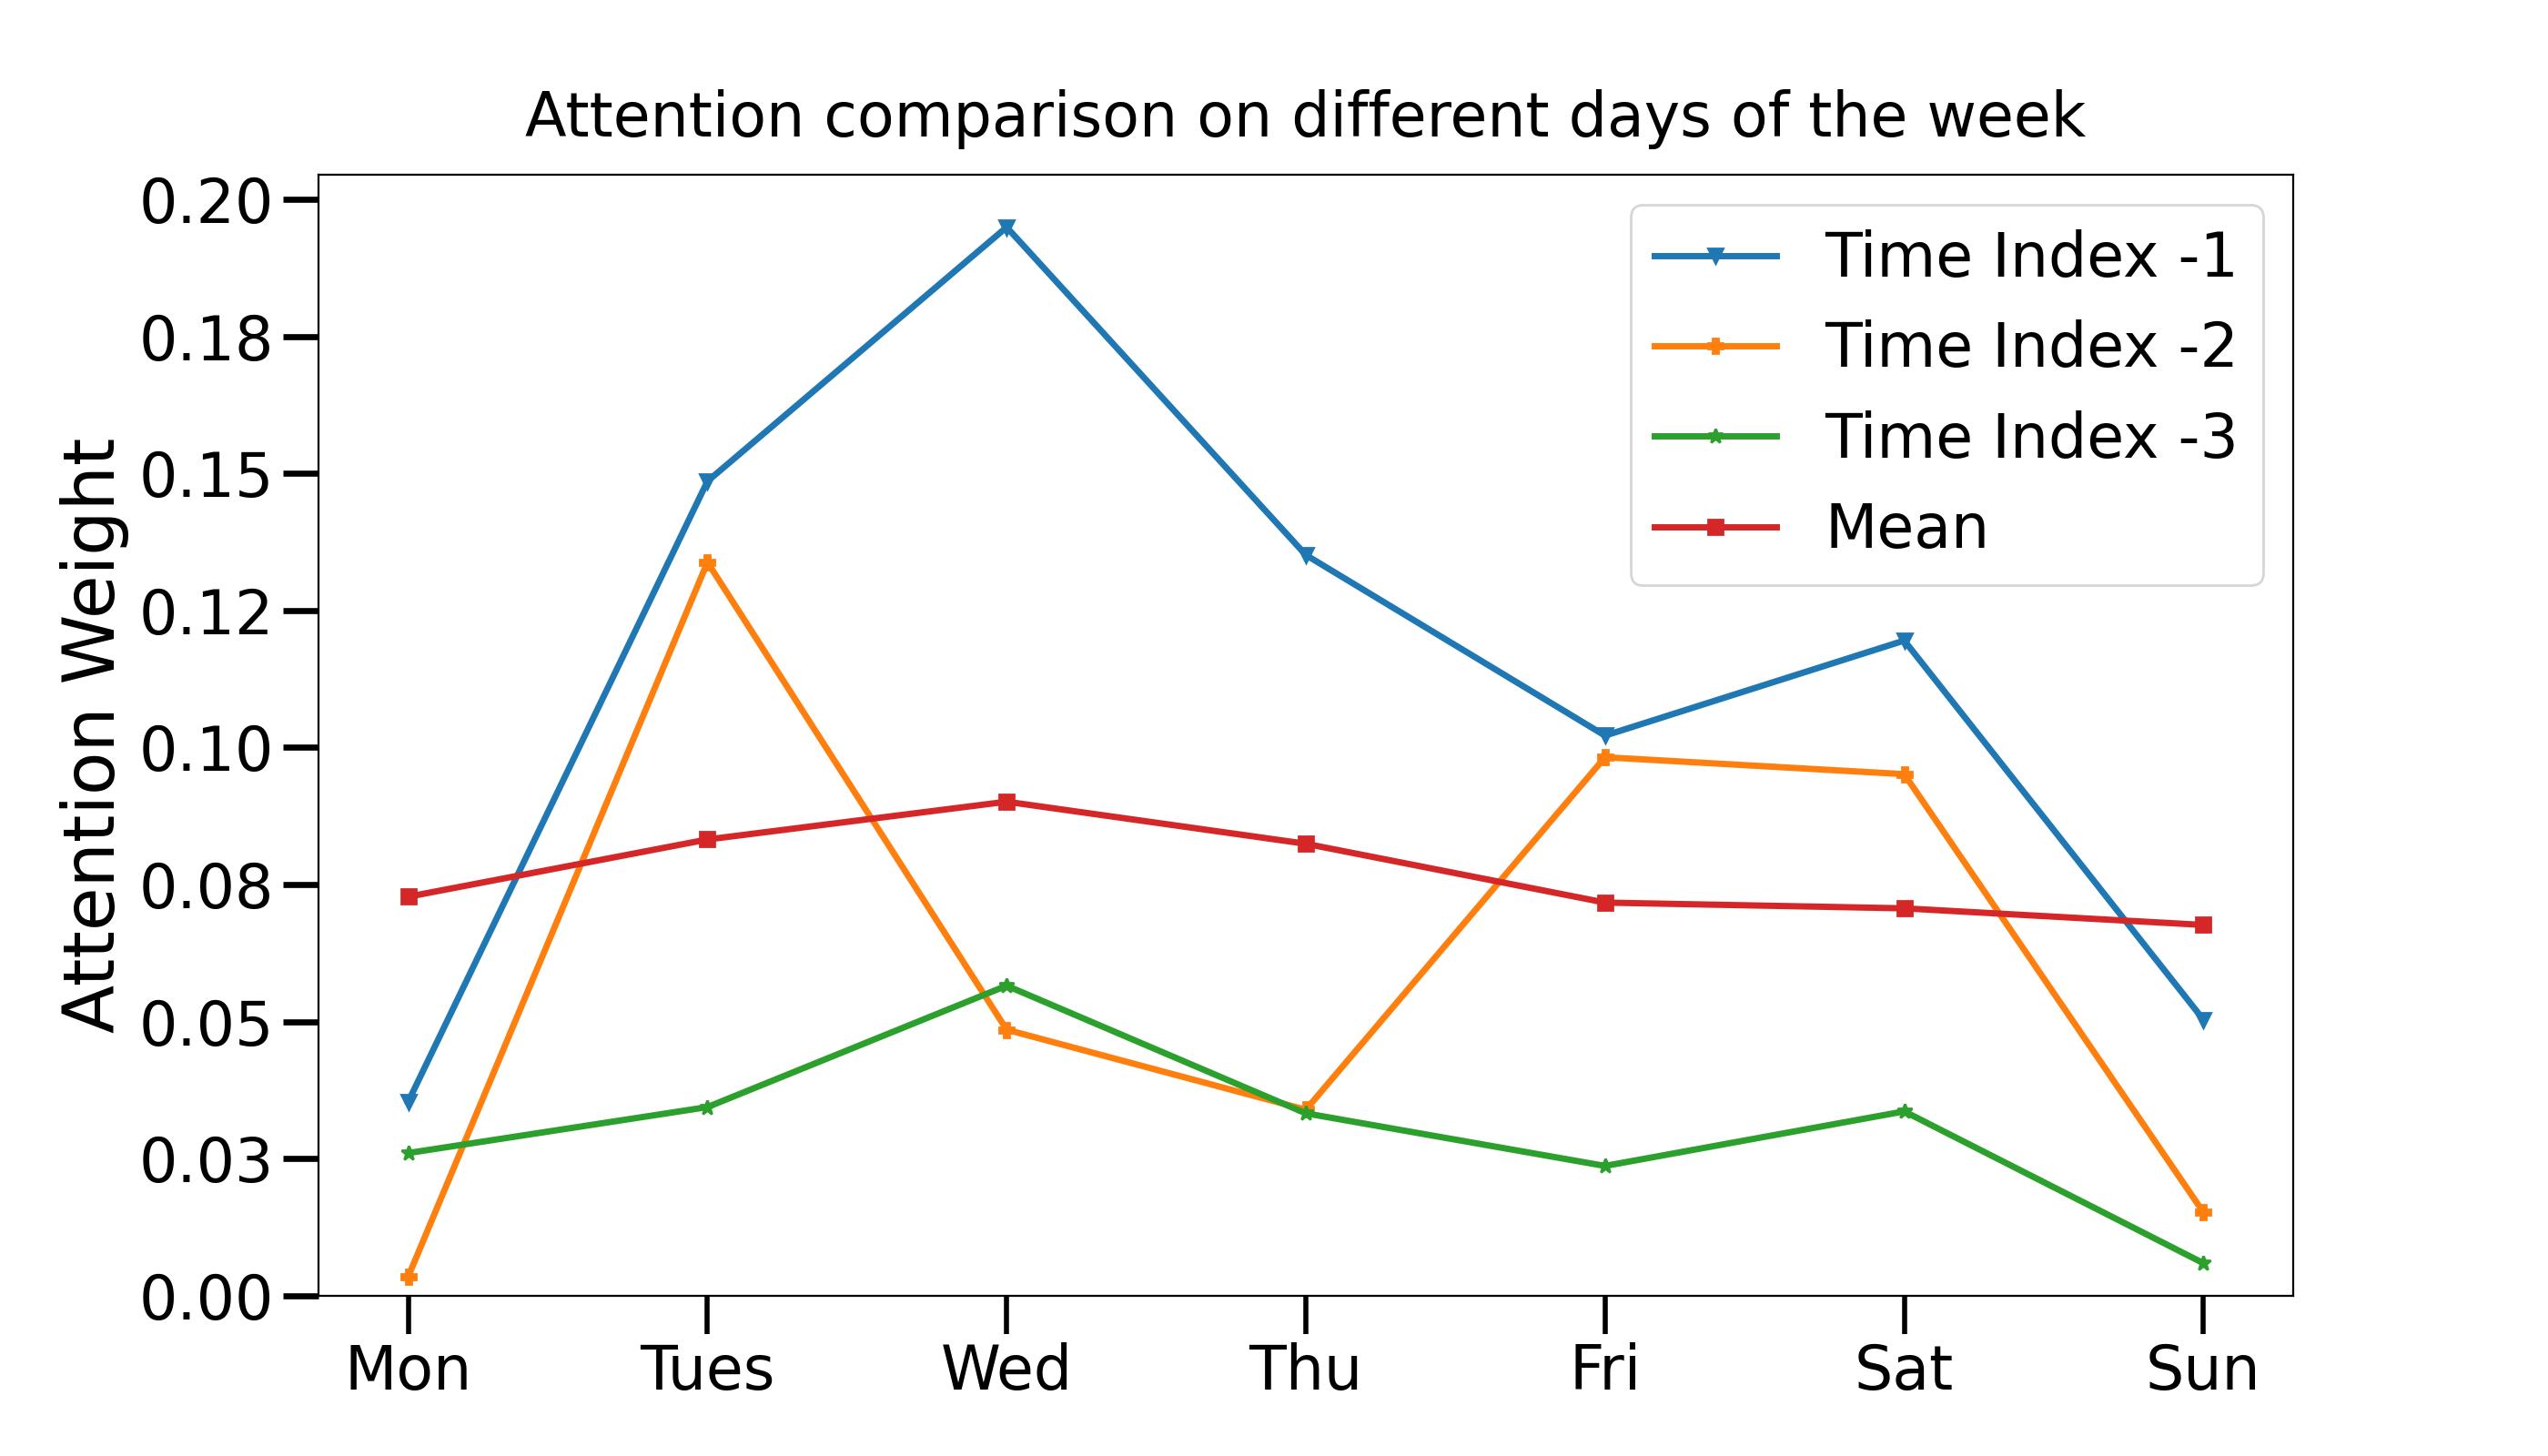 Attention comparison on different days of the week
Attention Weight
0.20
0.18
0.15
0.12
0.10
0.08
0.05
0.03
0.00
Mon Tues Wed Thu Fri Sat Sun
Time Index -1
Time Index -2
Time Index -3
Mean